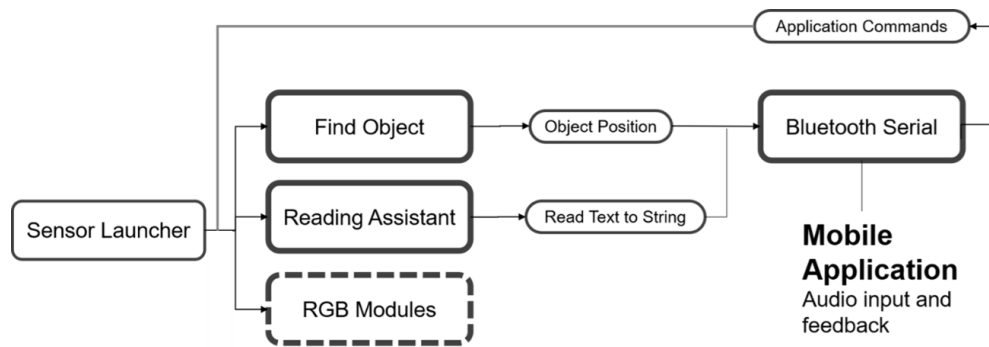 Application Commands
Find Object
Object Position
Bluetooth Serial
Reading Assistant
Read Text to String
Sensor Launcher
Mobile
Application
Audio input and
feedback
RGB Modules